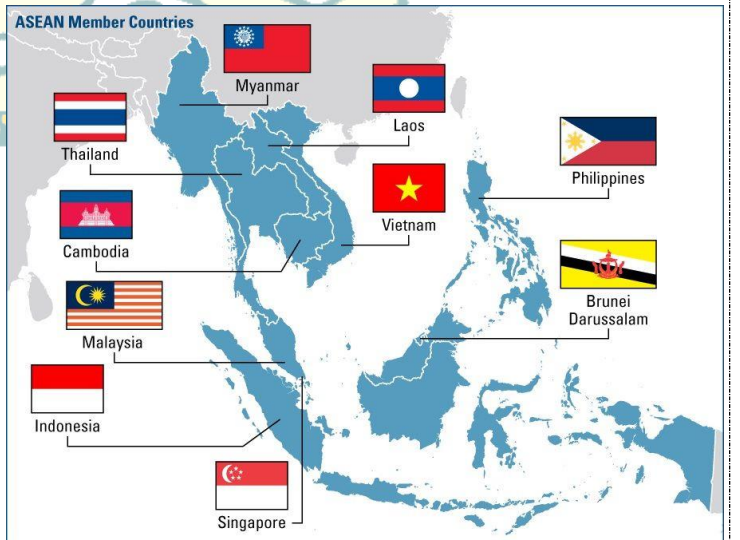 ASEAN Member Countries
Myanmar
Laos
Thailand
Philippines
Vietnam
Cambodia
Brunei
Darussalam
Malaysia
Indonesia
Singapore